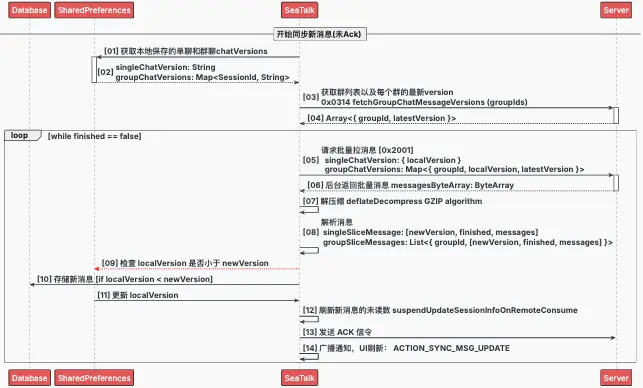 Database SharedPreferences SeaTalk Server
开始同步新消息(未Ack)
[01] 获取本地保存的单聊和群聊chatVersions
[02] singleChatVersion: String
groupChatVersions: Map<SessionId, String>
[03] 获取群列表以及每个群的最新version
0x0314 fetchGroupChatMessageVersions (groupIds)
[04] Array<{ groupId, latestVersion }>
loop [while finished == false]
请求批量拉消息 [0x2001]
[05] singleChatVersion: { localVersion }
groupChatVersions: Map<{ groupId, localVersion, latestVersion }>
[06] 后台返回批量消息 messagesByteArray: ByteArray
[07] 解压缩 deflateDecompress GZIP algorithm
解析消息
[08] singleSliceMessage: [newVersion, finished, messages]
groupSliceMessages: List<{ groupId, [newVersion, finished, messages] }>
[09] 检查 localVersion 是否小于 newVersion
[10] 存储新消息 [if localVersion < newVersion]
[11] 更新 localVersion
[12] 刷新新消息的未读数 suspendUpdateSessionInfoOnRemoteConsume
[13] 发送 ACK 信令
[14] 广播通知，UI刷新： ACTION_SYNC_MSG_UPDATE
Database SharedPreferences SeaTalk Server